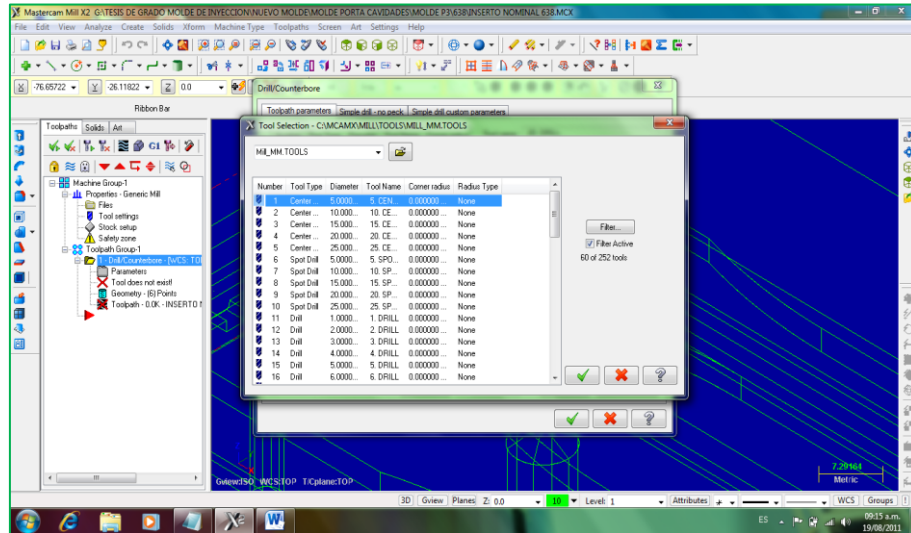 Mastercam Mill X2 G:\TESIS DE GRADO MOLDE DE INYECCION\NUEVO MOLDE\MOLDE PORTA CAVIDADES\MOLDE P3\638\INSERTO NOMINAL 638.MCX
File Edit View Analyze Create Solids Xform Machine Type Toolpaths Screen Art Settings Help
X -76.65722 Y -26.11822 Z 0.0
Drill/Counterbore
Ribbon Bar
Toolpath parameters Simple drill - no peck Simple drill custom parameters
Toolpaths Solids Art
Tool Selection - C:\MCAMX\MILL\TOOLS\MILL_MM.TOOLS
G1
Mill_MM.TOOLS
Machine Group-1
Properties - Generic Mill
Files
Tool settings
Stock setup
Safety zone
Toolpath Group-1
1 - Drill/Counterbore - [WCS: TO
Parameters
Tool does not exist!
Geometry - (6) Points
Toolpath - 0.0K - INSERTO N
Number Tool Type Diameter Tool Name Corner radius Radius Type
1 Center ... 5.0000... 5. CEN... 0.000000 ... None
2 Center ... 10.000... 10. CE... 0.000000 ... None
3 Center ... 15.000... 15. CE... 0.000000 ... None
4 Center ... 20.000... 20. CE... 0.000000 ... None
5 Center ... 25.000... 25. CE... 0.000000 ... None
6 Spot Drill 5.0000... 5. SPO... 0.000000 ... None
7 Spot Drill 10.000... 10. SP... 0.000000 ... None
8 Spot Drill 15.000... 15. SP... 0.000000 ... None
9 Spot Drill 20.000... 20. SP... 0.000000 ... None
10 Spot Drill 25.000... 25. SP... 0.000000 ... None
11 Drill 1.0000... 1. DRILL 0.000000 ... None
12 Drill 2.0000... 2. DRILL 0.000000 ... None
13 Drill 3.0000... 3. DRILL 0.000000 ... None
14 Drill 4.0000... 4. DRILL 0.000000 ... None
15 Drill 5.0000... 5. DRILL 0.000000 ... None
16 Drill 6.0000... 6. DRILL 0.000000 ... None
Filter...
Filter Active
60 of 252 tools
7.29164
Metric
Gview:ISO WCS:TOP T/Cplane:TOP
3D Gview Planes Z: 0.0 10 Level: 1 Attributes WCS Groups
ES 09:15 a.m.
19/08/2011